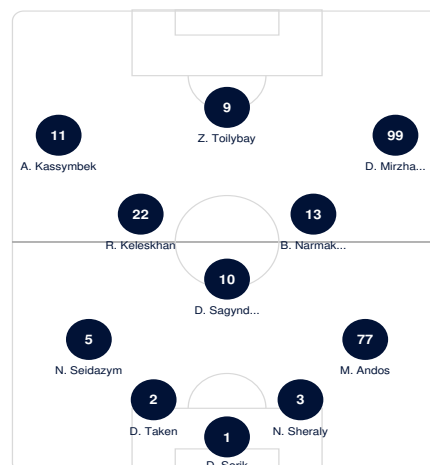 9
Z. Toilybay
11
99
A. Kassymbek
D. Mirzha...
22
13
R. Keleskhan
B. Narmak...
10
D. Sagynd...
5
77
N. Seidazym
M. Andos
2
3
D. Taken
N. Sheraly
1